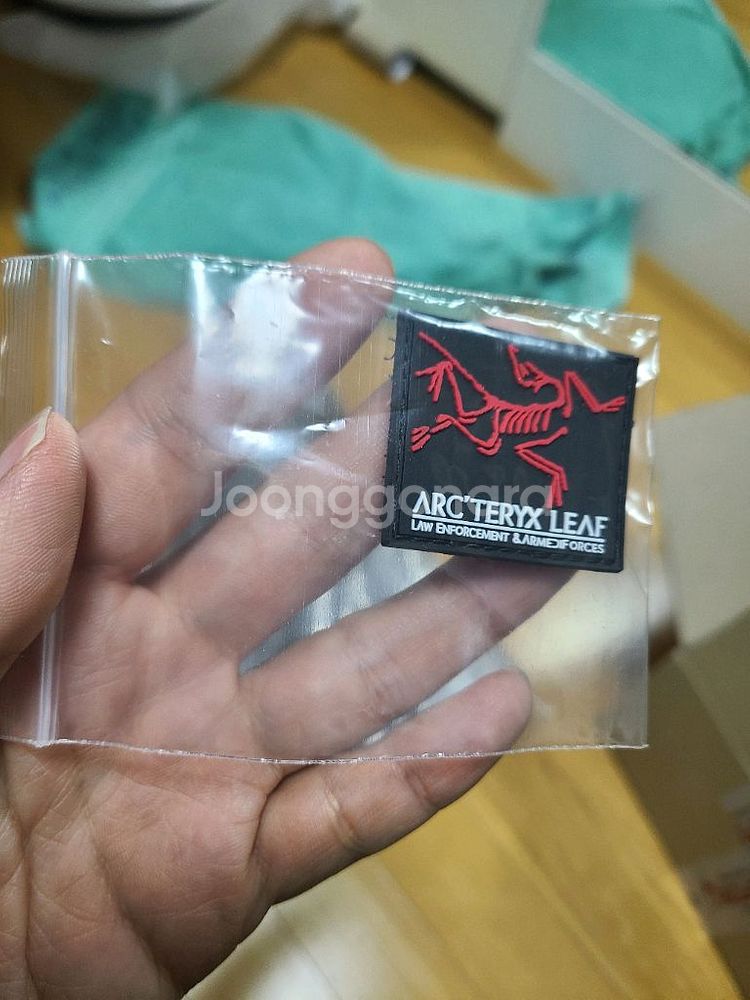 Joonggonara
ARC'TERYX LEAF
LAW ENFORCEMENT & ARMED FORCES